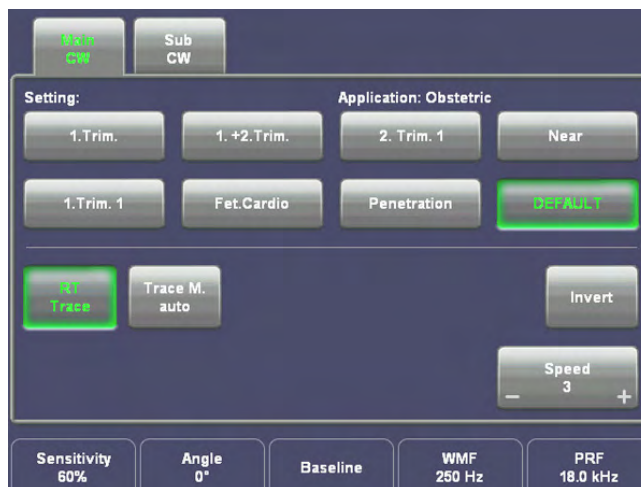 Main
CW
Sub
CW
Setting:
Application: Obstetric
1.Trim.
1. +2.Trim.
2. Trim. 1
Near
1.Trim. 1
Fet.Cardio
Penetration
DEFAULT
RT
Trace
Trace M.
auto
Invert
Speed
3
− +
Sensitivity
60%
Angle
0°
Baseline
WMF
250 Hz
PRF
18.0 kHz